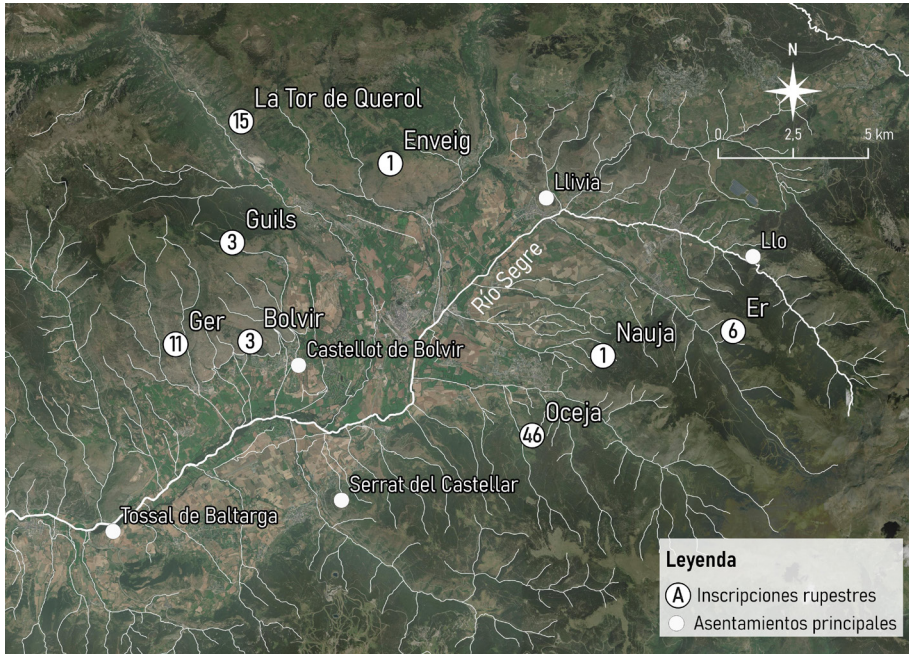 N
0 2,5 5 km
La Tor de Querol
15
Enveig
1
Llivia
Guils
3
Llo
Río Segre
Er
6
Ger
11
Bolvir
3
Nauja
1
Castellot de Bolvir
Oceja
46
Serrat del Castellar
Tossal de Baltarga
Leyenda
A Inscripciones rupestres
Asentamientos principales